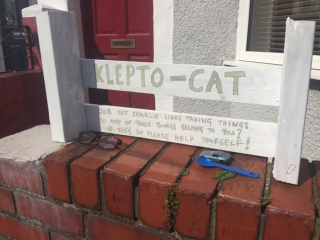 KLEPTO-CAT
OUR CAT CHARLIE LIKES TAKING THINGS
DO ANY OF THESE THINGS BELONG TO YOU?
IF THEY DO PLEASE HELP YOURSELF!